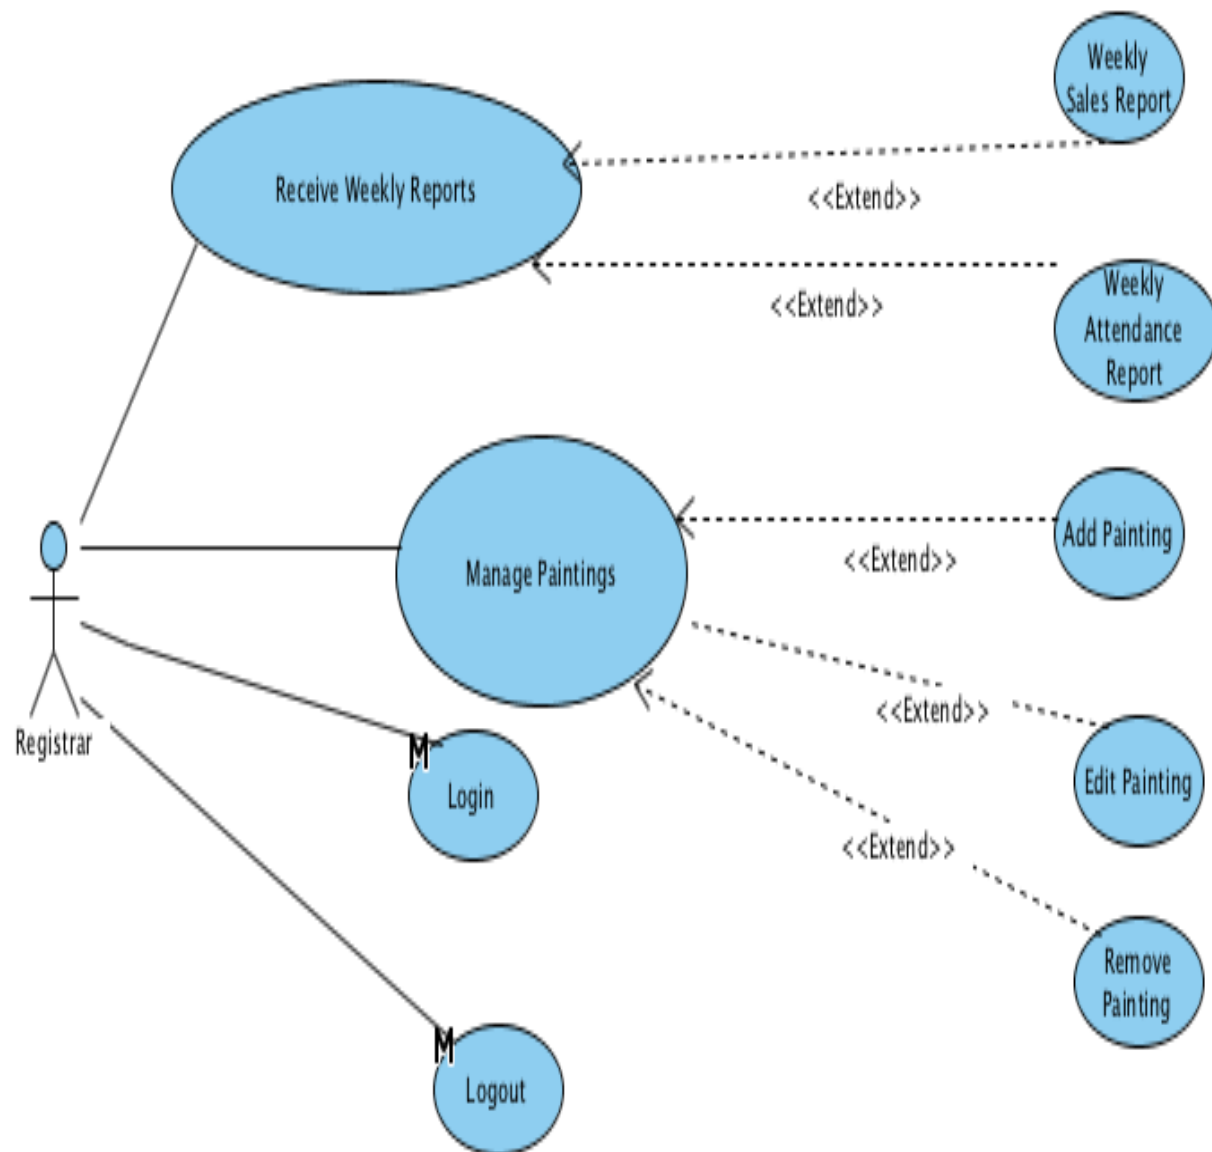 Weekly
Sales Report
Receive Weekly Reports
<<Extend>>
Weekly
Attendance
Report
<<Extend>>
Add Painting
<<Extend>>
Manage Paintings
<<Extend>>
Edit Painting
Registrar
M
Login
<<Extend>>
Remove
Painting
M
Logout